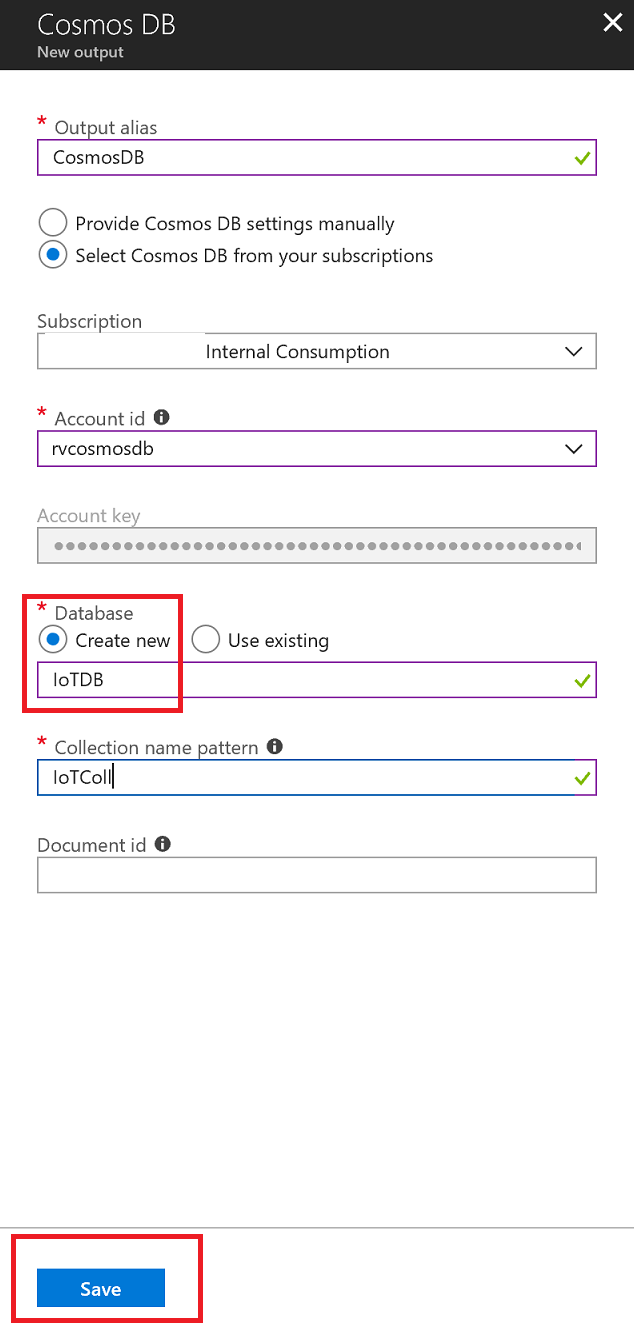 Cosmos DB
New output
* Output alias
CosmosDB
Provide Cosmos DB settings manually
Select Cosmos DB from your subscriptions
Subscription
Internal Consumption
* Account id
rvcosmosdb
Account key
* Database
Create new Use existing
IoTDB
* Collection name pattern
IoTColl
Document id
Save